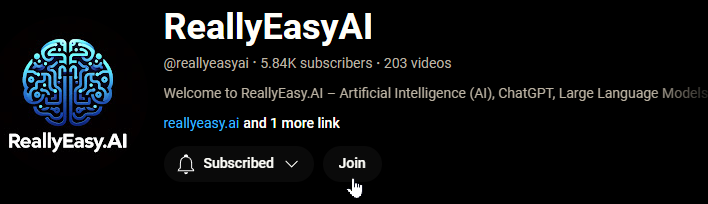 ReallyEasyAI
@reallyeasyai · 5.84K subscribers · 203 videos
Welcome to ReallyEasy.AI – Artificial Intelligence (AI), ChatGPT, Large Language Models
reallyeasy.ai and 1 more link
Subscribed
Join
ReallyEasy.AI